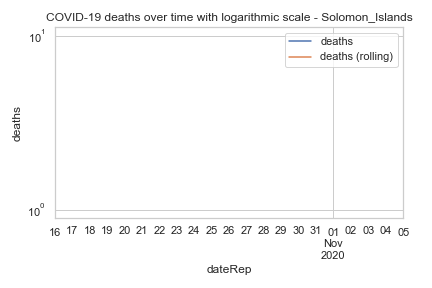 COVID-19 deaths over time with logarithmic scale - Solomon_Islands
10¹
deaths
deaths (rolling)
deaths
10⁰
16 17 18 19 20 21 22 23 24 25 26 27 28 29 30 31 01 02 03 04 05
Nov
2020
dateRep